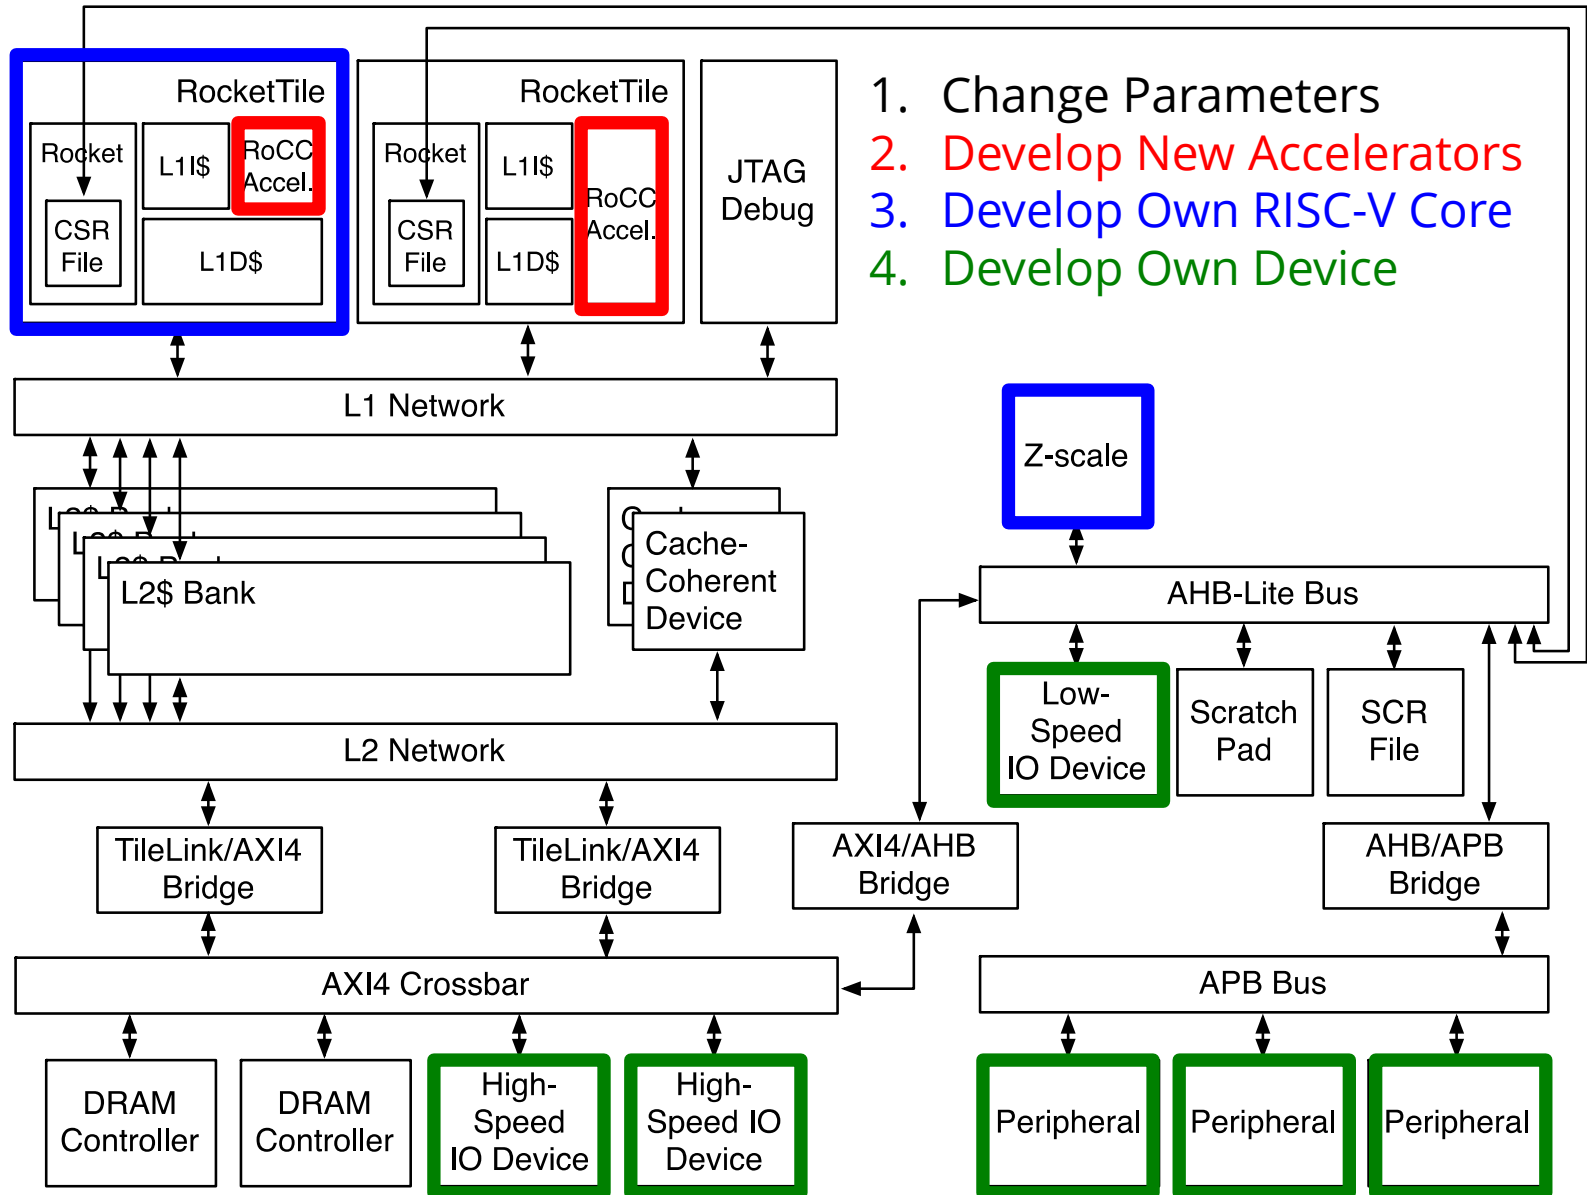 RocketTile
Rocket
CSR
File
L1I$
RoCC
Accel.
L1D$
RocketTile
Rocket
CSR
File
L1I$
L1D$
RoCC
Accel.
JTAG
Debug
1. Change Parameters
2. Develop New Accelerators
3. Develop Own RISC-V Core
4. Develop Own Device
L1 Network
Z-scale
L2$ Bank
Cache-
Coherent
Device
AHB-Lite Bus
Low-
Speed
IO Device
Scratch
Pad
SCR
File
L2 Network
TileLink/AXI4
Bridge
TileLink/AXI4
Bridge
AXI4/AHB
Bridge
AHB/APB
Bridge
AXI4 Crossbar
APB Bus
DRAM
Controller
DRAM
Controller
High-
Speed
IO Device
High-
Speed IO
Device
Peripheral
Peripheral
Peripheral